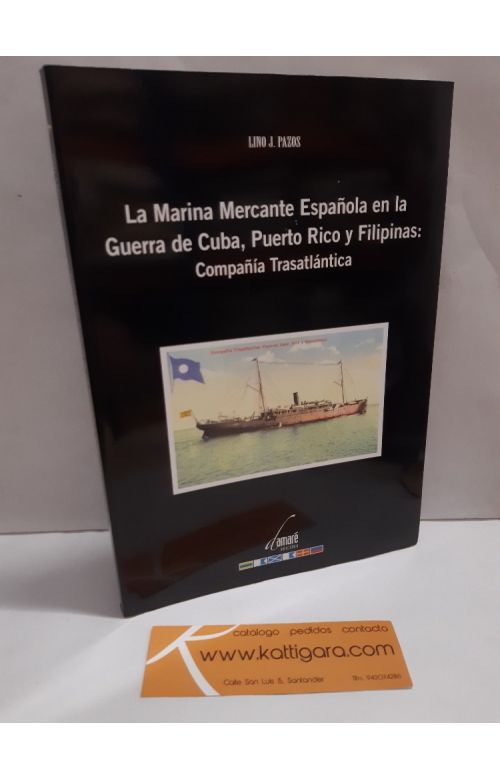 LINO J. PAZOS
La Marina Mercante Española en la
Guerra de Cuba, Puerto Rico y Filipinas:
Compañía Trasatlántica
damaré
catálogo pedidos contacto
www.kattigara.com
Calle San Luis 5, Santander